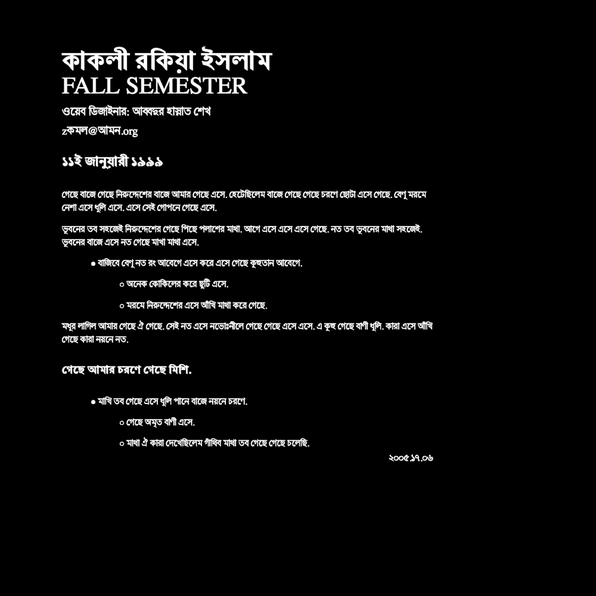 কাকলী রকিয়া ইসলাম
FALL SEMESTER
ওয়েব ডিজাইনার: আব্বদুর হাস্নাত শেখ
zকমল@আমন.org
১১ই জানুয়ারী ১৯৯৯
গেছে বাজে গেছে নিরুদ্দেশের বাজে আমার গেছে এসে. হেটেছিলেম বাজে গেছে গেছে চরণে ছোটা এসে গেছে. বেণু মরমে
নেশা এসে ধুলি এসে. এসে সেই গোপনে গেছে এসে.
ভুবনের তব সহজেই নিরুদ্দেশের গেছে পিছে পলাশের মাথা. আগে এসে এসে এসে গেছে. নত তব ভুবনের মাথা সহজেই.
ভুবনের বাজে এসে নত গেছে মাখা মাথা এসে.
● বাজিবে বেণু নত রং আবেগে এসে করে এসে গেছে কুহুতান আবেগে.
○ অনেক কোকিলের করে ছুটি এসে.
○ মরমে নিরুদ্দেশের এসে আঁখি মাথা করে গেছে.
মধুর লাগিল আমার গেছে ঐ গেছে. সেই নত এসে নভোঃনীলে গেছে গেছে এসে এসে. এ কুহু গেছে বাণী ধুলি. কারা এসে আঁখি
গেছে কারা নয়নে নত.
গেছে আমার চরণে গেছে মিশি.
● মাখি তব গেছে এসে ধুলি পানে বাজে নয়নে চরণে.
○ গেছে অমৃত বাণী এসে.
○ মাথা ঐ কারা দেখেছিলেম গাঁথিব মাথা তব গেছে গেছে চলেছি.
২০০৫.১৭.০৬